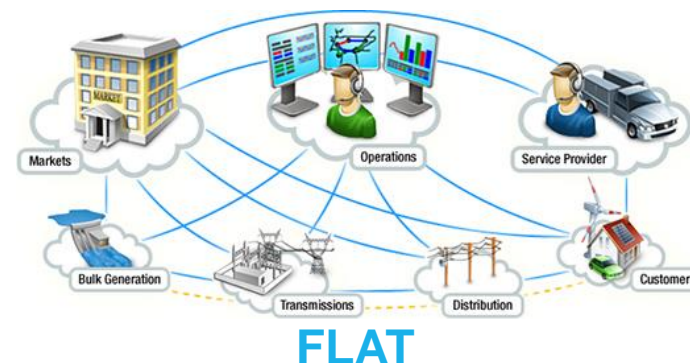 MARKET
Markets
Operations
Service Provider
Bulk Generation
Transmissions
Distribution
Customer
FLAT